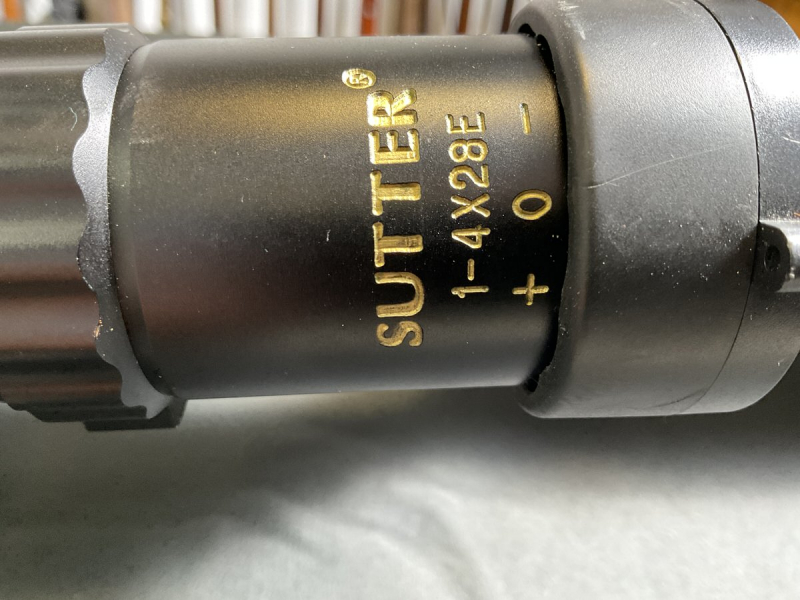 SUTTER®
1-4X28E
+ 0 -